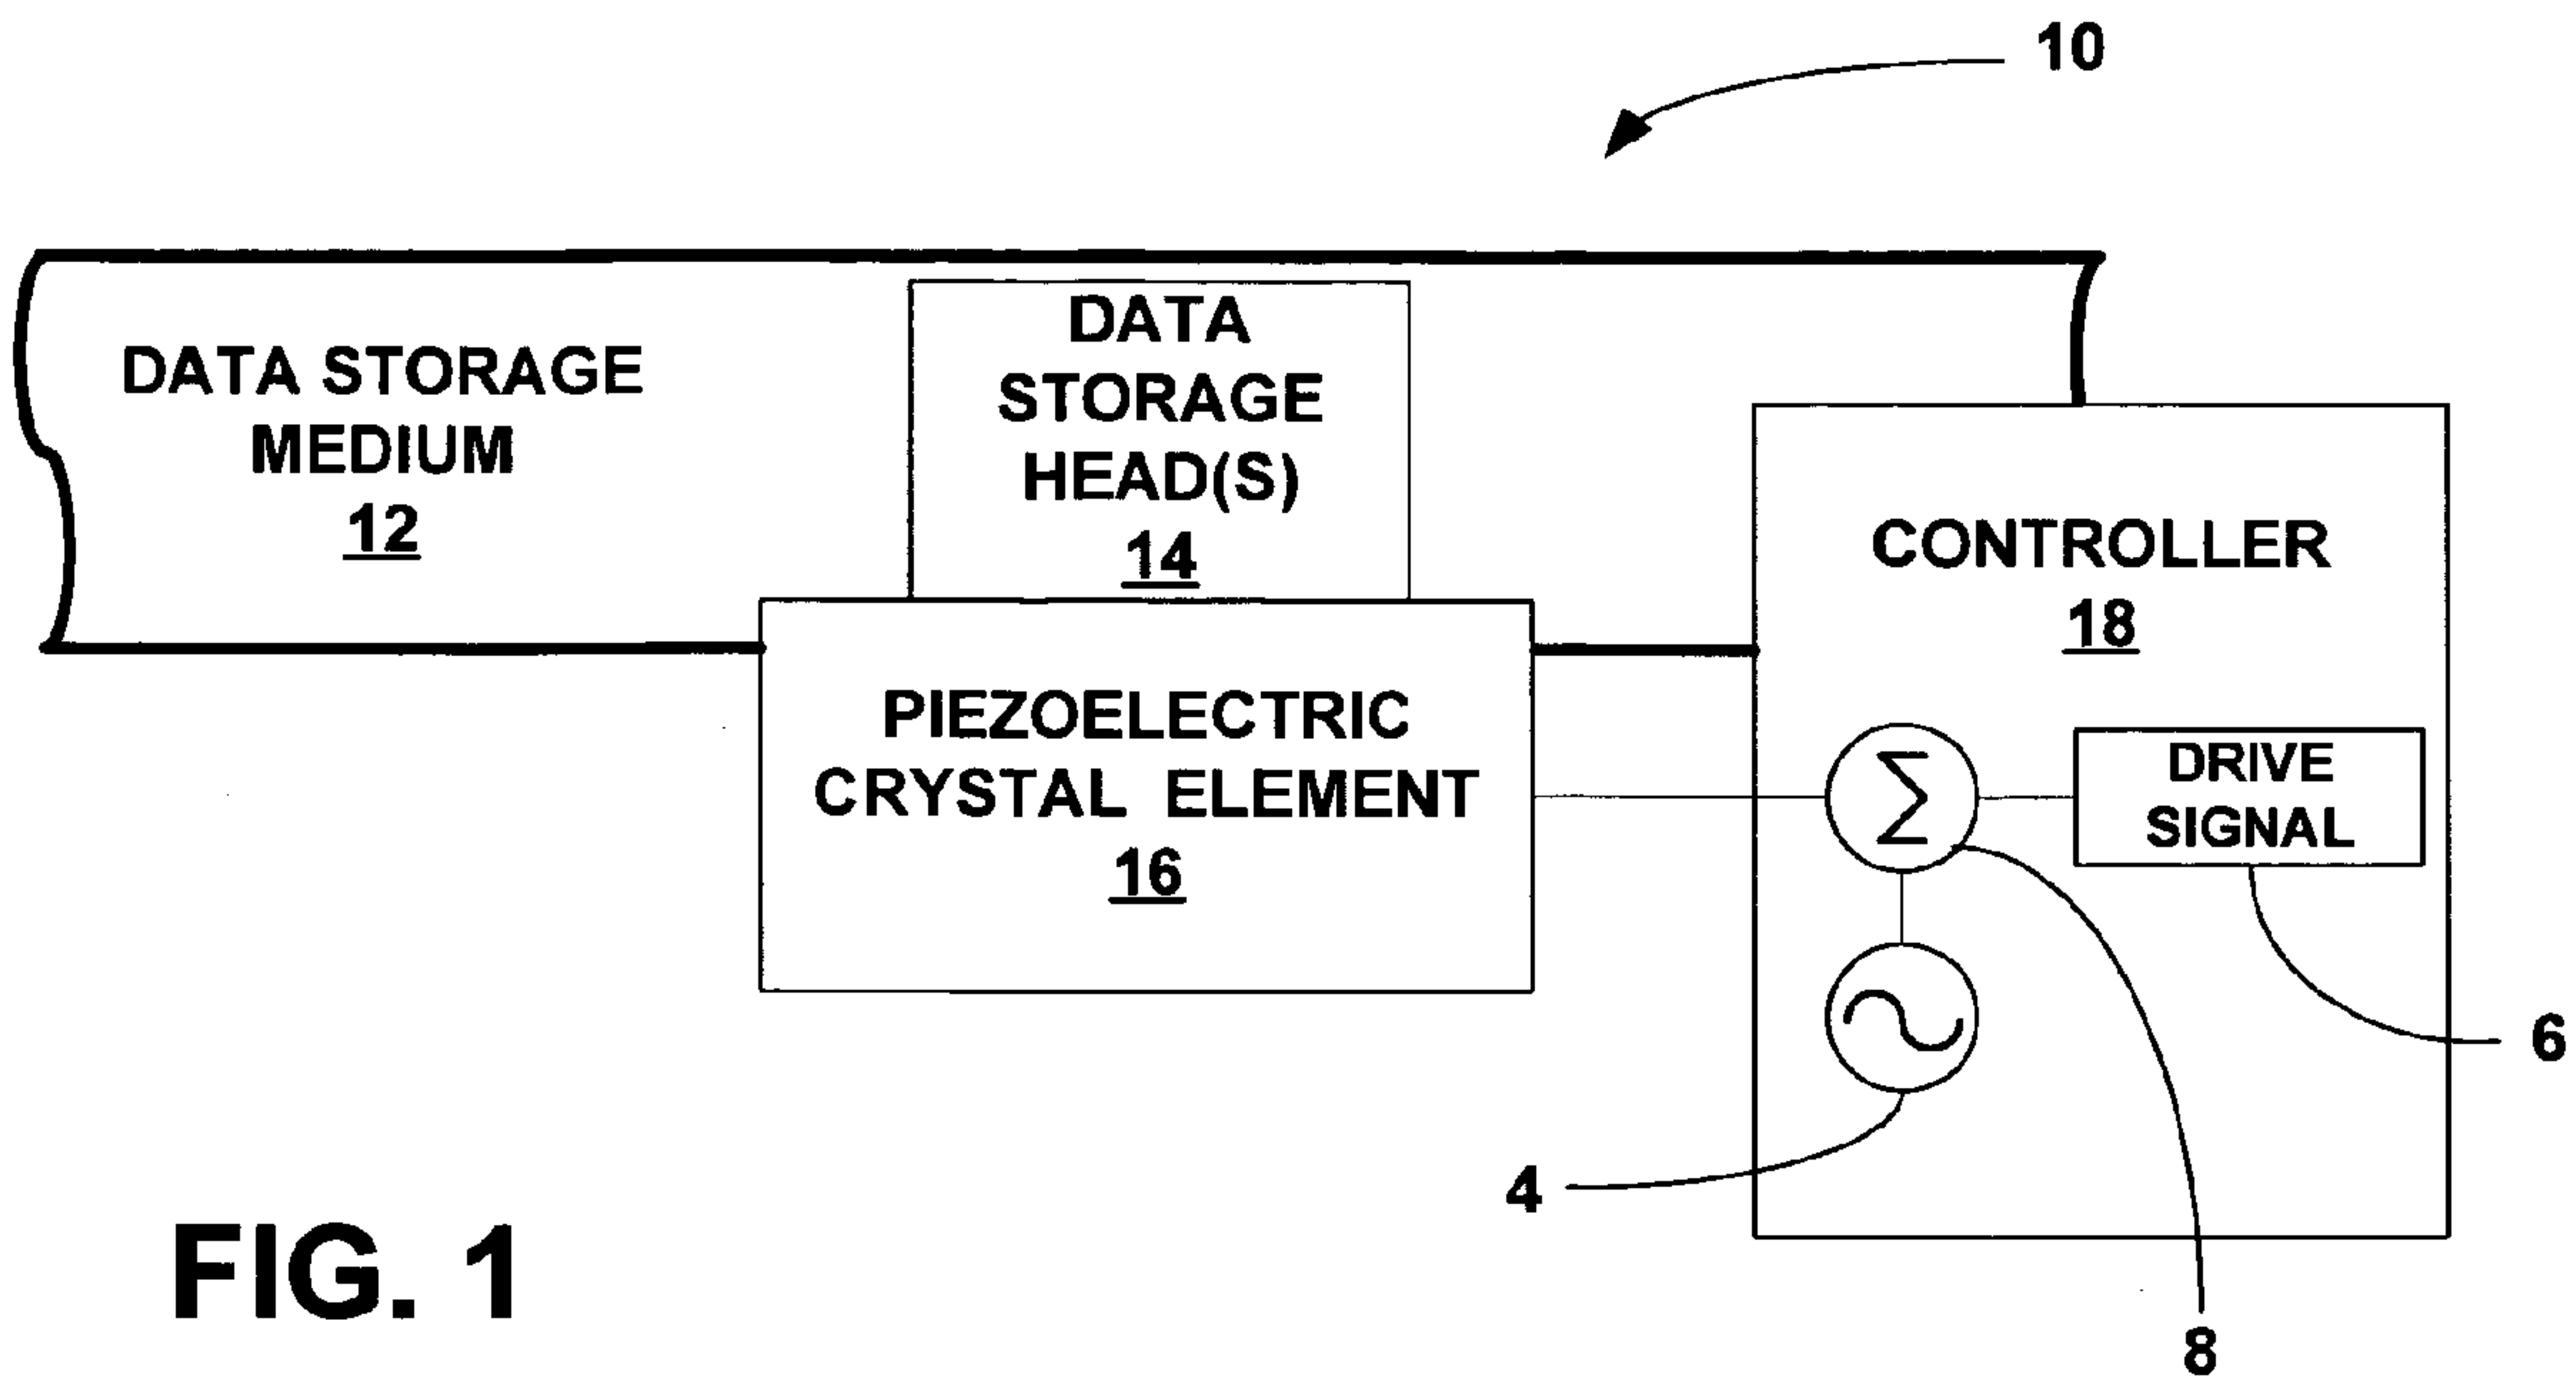 10
DATA STORAGE
MEDIUM
12
DATA
STORAGE
HEAD(S)
14
CONTROLLER
18
PIEZOELECTRIC
CRYSTAL ELEMENT
16
Σ
DRIVE
SIGNAL
6
4
8
FIG. 1